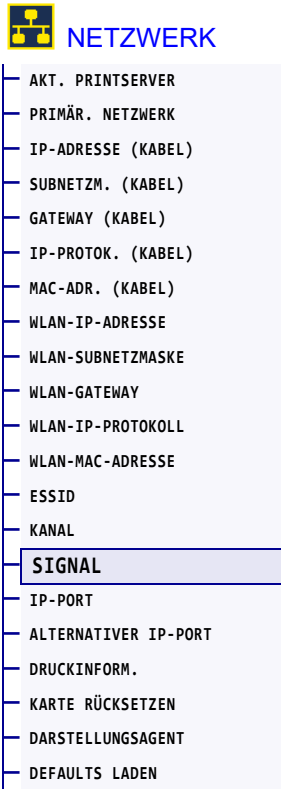 NETZWERK
AKT. PRINTSERVER
PRIMÄR. NETZWERK
IP-ADRESSE (KABEL)
SUBNETZM. (KABEL)
GATEWAY (KABEL)
IP-PROTOK. (KABEL)
MAC-ADR. (KABEL)
WLAN-IP-ADRESSE
WLAN-SUBNETZMASKE
WLAN-GATEWAY
WLAN-IP-PROTOKOLL
WLAN-MAC-ADRESSE
ESSID
KANAL
SIGNAL
IP-PORT
ALTERNATIVER IP-PORT
DRUCKINFORM.
KARTE RÜCKSETZEN
DARSTELLUNGSAGENT
DEFAULTS LADEN